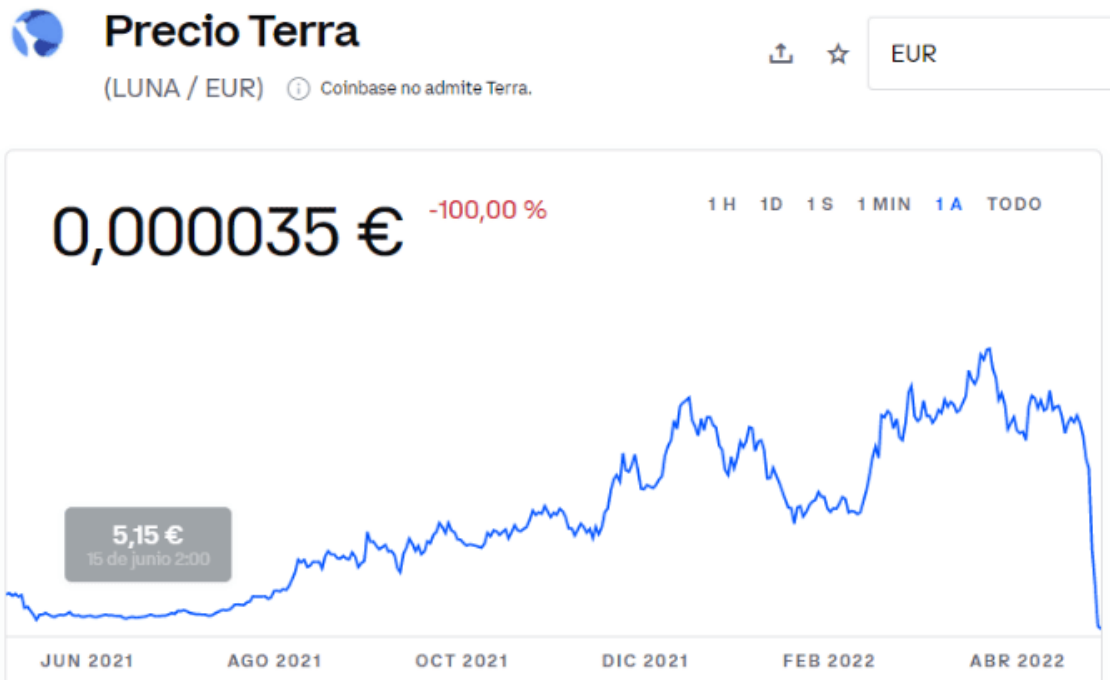 Precio Terra
(LUNA / EUR) Coinbase no admite Terra.
EUR
0,000035 € -100,00 %
1 H 1D 1 S 1 MIN 1 A TODO
5,15 €
15 de junio 2:00
JUN 2021 AGO 2021 OCT 2021 DIC 2021 FEB 2022 ABR 2022